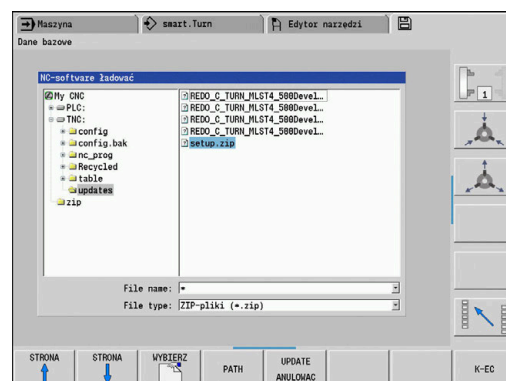 Maszyna
smart.Turn
Edytor narzędzi
Dane bazowe
NC-software ładować
My CNC
PLC:
TNC:
config
config.bak
nc_prog
Recycled
table
updates
zip
REDO_C_TURN_MLST4_580Devel…
REDO_C_TURN_MLST4_580Devel…
REDO_C_TURN_MLST4_580Devel…
REDO_C_TURN_MLST4_580Devel…
setup.zip
File name: *
File type: ZIP-pliki (*.zip)
1
STRONA
STRONA
WYBIERZ
PATH
UPDATE
ANULOWAC
K-EC